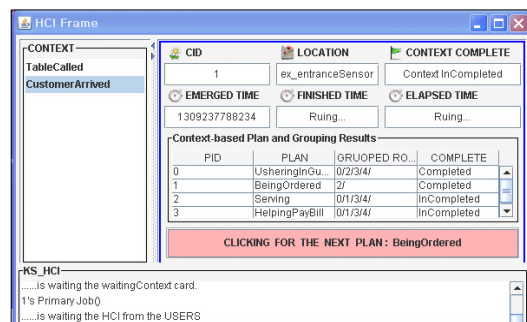 HCI Frame
CONTEXT
TableCalled
CustomerArrived
CID
LOCATION
CONTEXT COMPLETE
1
ex_entranceSensor
Context InCompleted
EMERGED TIME
FINISHED TIME
ELAPSED TIME
1309237788234
Ruing...
Ruing...
Context-based Plan and Grouping Results
PID PLAN GRUOPED RO... COMPLETE
0 UsheringInGu... 0/2/3/4/ Completed
1 BeingOrdered 2/ Completed
2 Serving 0/1/3/4/ InCompleted
3 HelpingPayBill 0/1/3/4/ InCompleted
CLICKING FOR THE NEXT PLAN : BeingOrdered
KS_HCI
......is waiting the waitingContext card.
1's Primary Job()
......is waiting the HCI from the USERS